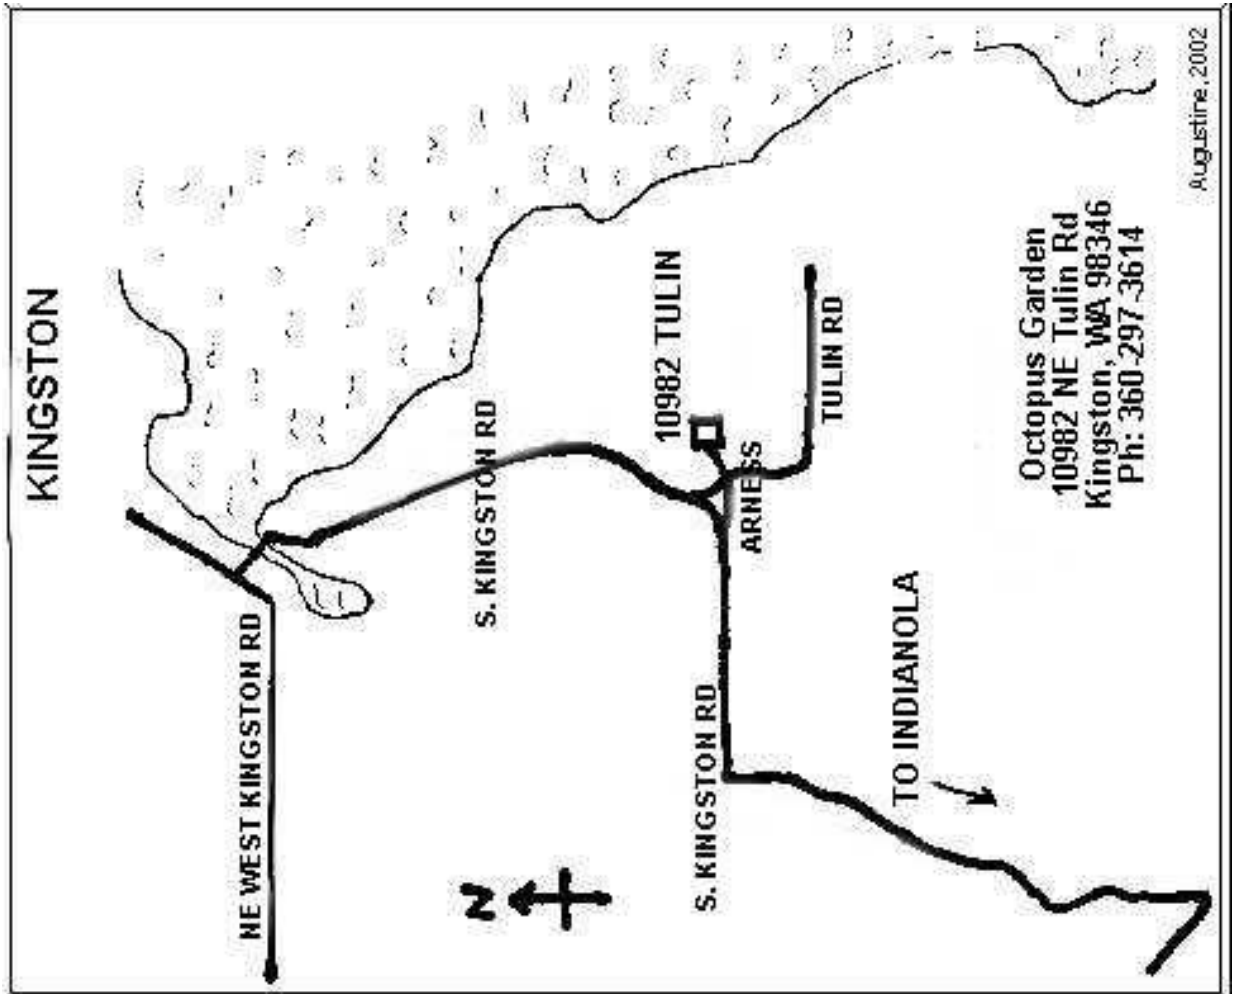 KINGSTON
NE WEST KINGSTON RD
N
S. KINGSTON RD
10982 TULIN
S. KINGSTON RD
ARNESS
TULIN RD
TO INDIANOLA
Octopus Garden
10982 NE Tulin Rd
Kingston, WA 98346
Ph: 360-297-3614
Augustine, 2002